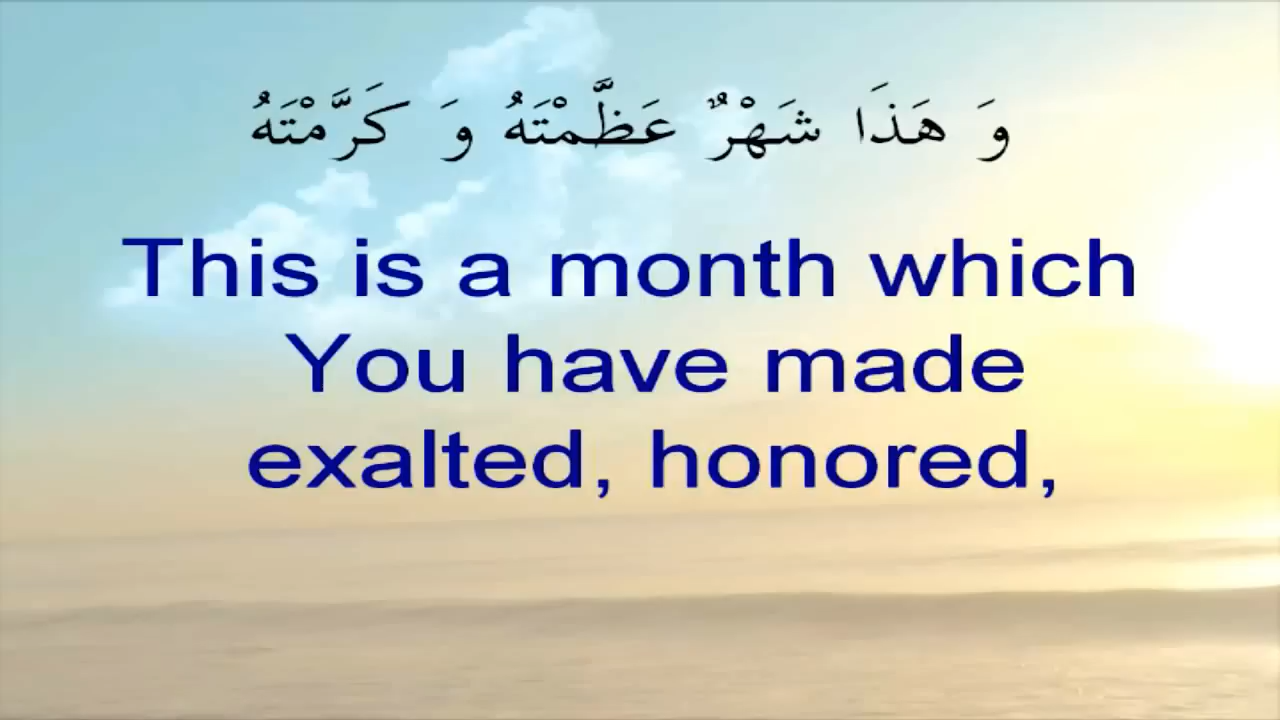 وَ هَذَا شَهْرٌ عَظَّمْتَهُ وَ كَرَّمْتَهُ
This is a month which
You have made
exalted, honored,